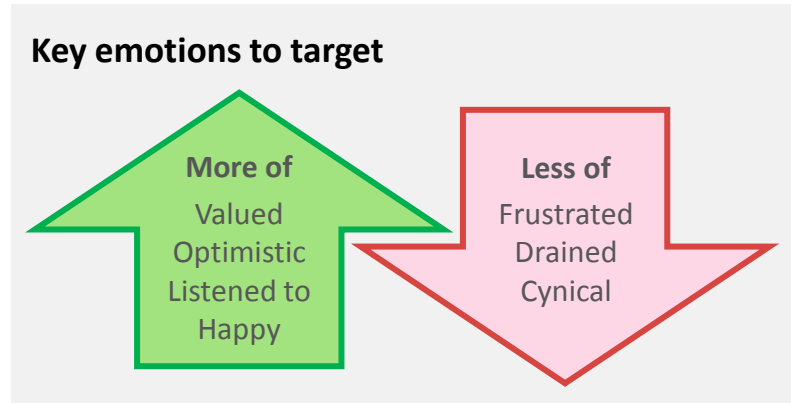 Key emotions to target
More of
Valued
Optimistic
Listened to
Happy
Less of
Frustrated
Drained
Cynical